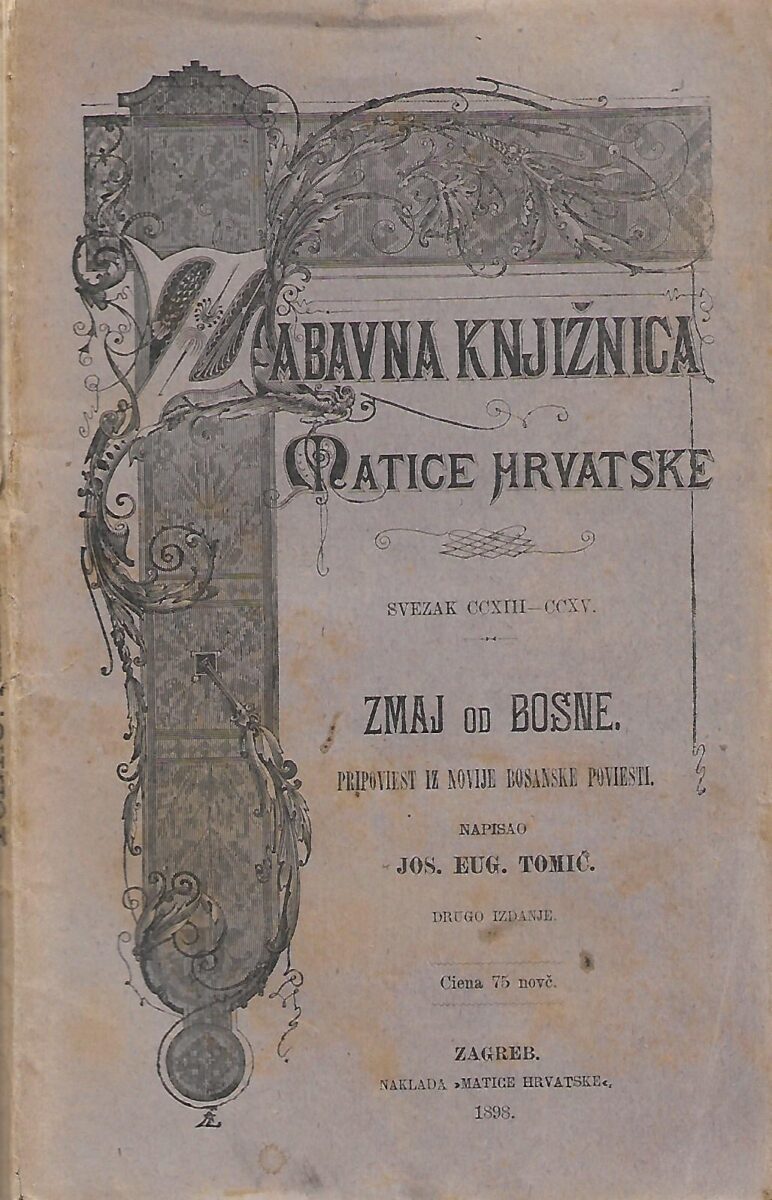 ZABAVNA KNJIŽNICA
MATICE HRVATSKE
SVEZAK CCXIII—CCXV.
ZMAJ OD BOSNE.
PRIPOVIEST IZ NOVIJE BOSANSKE POVIESTI.
NAPISAO
JOS. EUG. TOMIĆ.
DRUGO IZDANJE.
Ciena 75 novč.
ZAGREB.
NAKLADA »MATICE HRVATSKE«,
1898.